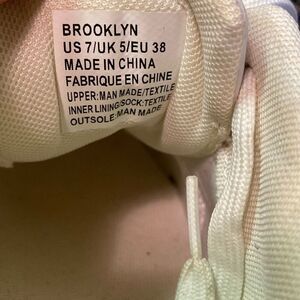 BROOKLYN
US 7/UK 5/EU 38
MADE IN CHINA
FABRIQUE EN CHINE
UPPER:MAN MADE/TEXTILE
INNER LINING/SOCK:TEXTILE
OUTSOLE: MAN MADE